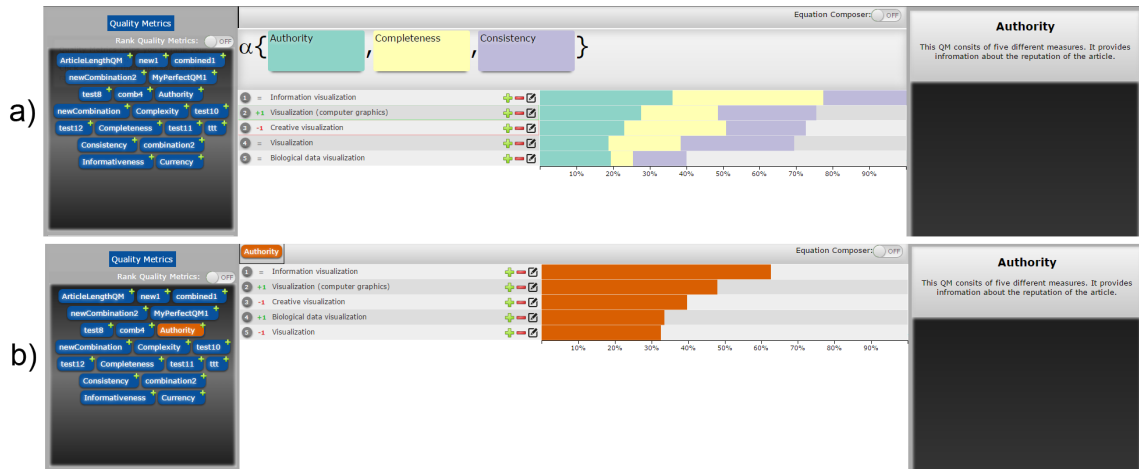 a)
Quality Metrics
Rank Quality Metrics: OFF
ArticleLengthQM new1 combined1
newCombination2 MyPerfectQM1
test8 comb4 Authority
newCombination Complexity test10
test12 Completeness test11 ttt
Consistency combination2
Informativeness Currency
Equation Composer: OFF
α{ Authority , Completeness , Consistency }
1 = Information visualization
2 +1 Visualization (computer graphics)
3 -1 Creative visualization
4 = Visualization
5 = Biological data visualization
10% 20% 30% 40% 50% 60% 70% 80% 90%
Authority
This QM consits of five different measures. It provides
infromation about the reputation of the article.
b)
Quality Metrics
Rank Quality Metrics: OFF
ArticleLengthQM new1 combined1
newCombination2 MyPerfectQM1
test8 comb4 Authority
newCombination Complexity test10
test12 Completeness test11 ttt
Consistency combination2
Informativeness Currency
Authority
Equation Composer: OFF
1 = Information visualization
2 +1 Visualization (computer graphics)
3 -1 Creative visualization
4 +1 Biological data visualization
5 -1 Visualization
10% 20% 30% 40% 50% 60% 70% 80% 90%
Authority
This QM consits of five different measures. It provides
infromation about the reputation of the article.